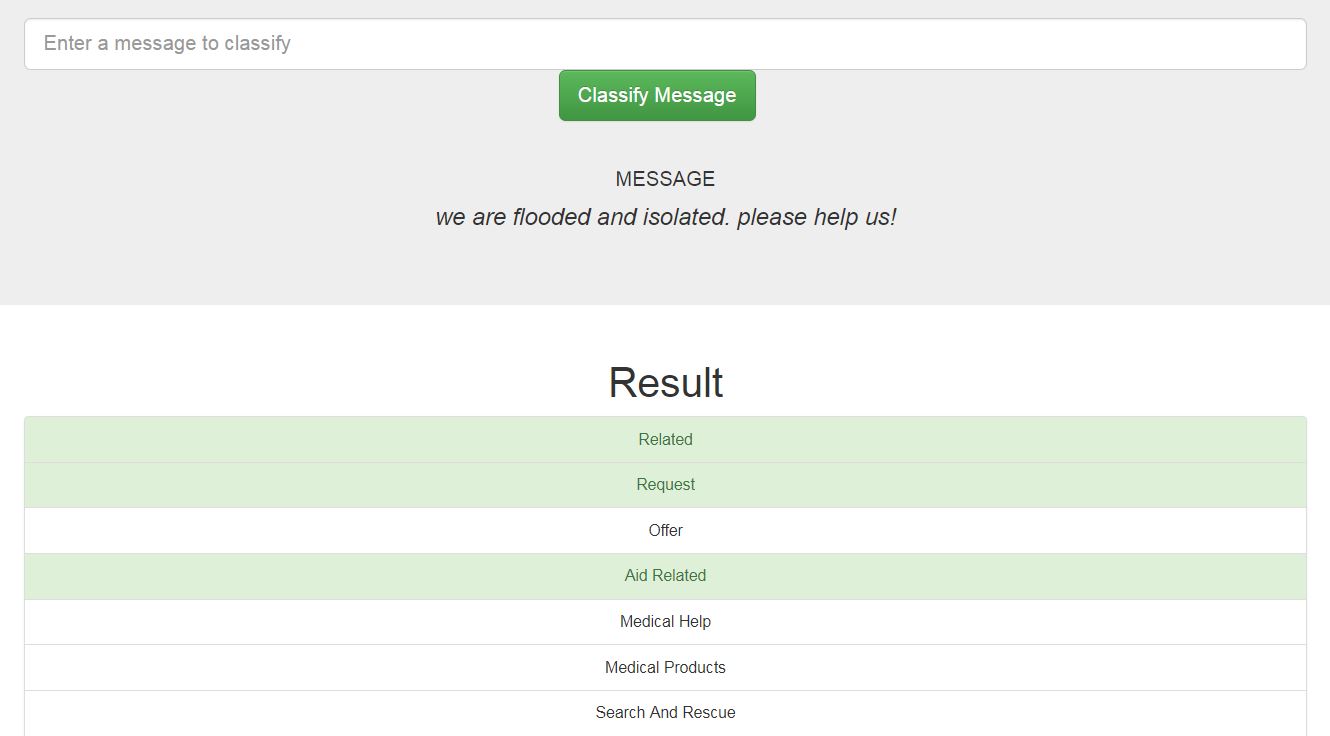 Enter a message to classify
Classify Message
MESSAGE
we are flooded and isolated. please help us!
Result
Related
Request
Offer
Aid Related
Medical Help
Medical Products
Search And Rescue